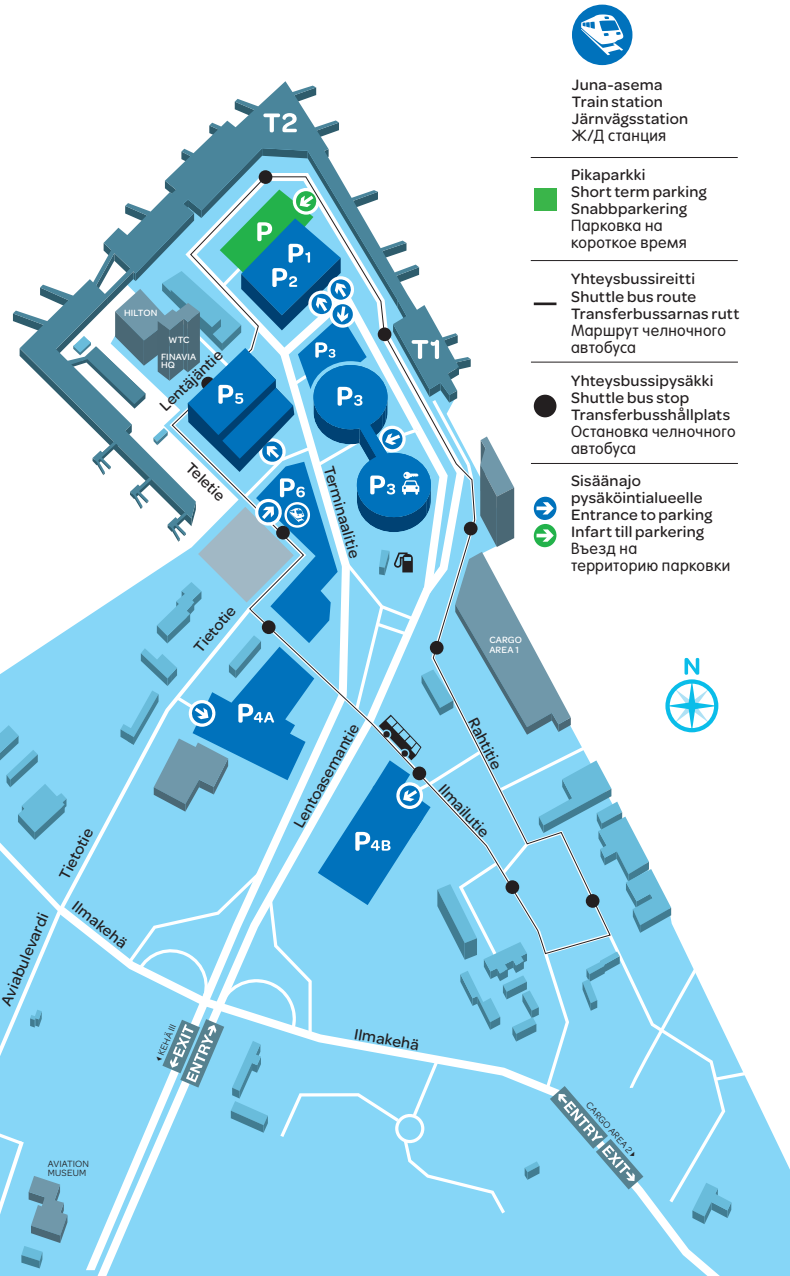 T2
P
P1
P2
HILTON
WTC
FINAVIA
HQ
Lentäjäntie
T1
P3
P3
P5
P3
Teletie
P6
Terminaalitie
Tietotie
CARGO
AREA 1
P4A
Rahtitie
Lentoasemantie
Ilmailutie
P4B
Tietotie
Ilmakehä
Aviabulevardi
KEHÄ III
EXIT
ENTRY
Ilmakehä
ENTRY
CARGO AREA 2
EXIT
AVIATION
MUSEUM
Juna-asema
Train station
Järnvägsstation
Ж/Д станция
Pikaparkki
Short term parking
Snabbparkering
Парковка на
короткое время
Yhteysbussireitti
Shuttle bus route
Transferbussarnas rutt
Маршрут челночного
автобуса
Yhteysbussipysäkki
Shuttle bus stop
Transferbusshållplats
Остановка челночного
автобуса
Sisäänajo
pysäköintialueelle
Entrance to parking
Infart till parkering
Въезд на
территорию парковки
N